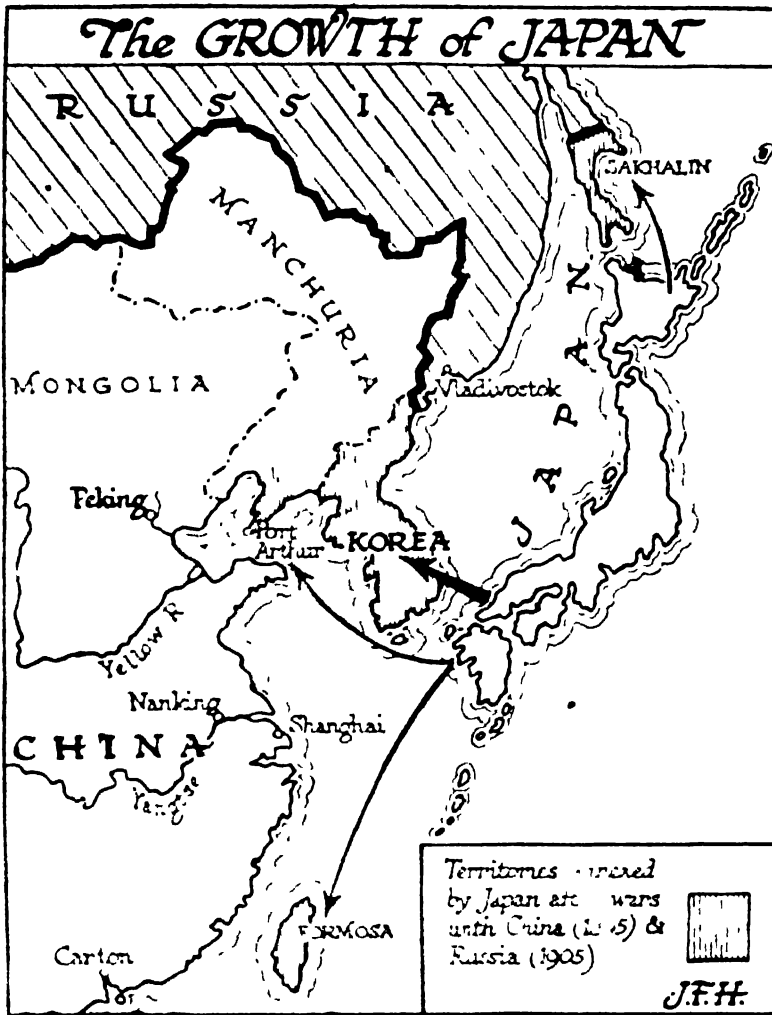 The GROWTH of JAPAN
RUSSIA
SAKHALIN
MANCHURIA
MONGOLIA
Vladivostok
JAPAN
Peking
Port
Arthur
KOREA
Yellow R
Nanking
Shanghai
CHINA
Yangtse
FORMOSA
Canton
Territories
by Japan wars
with China &
Russia (1905)
J.F.H.